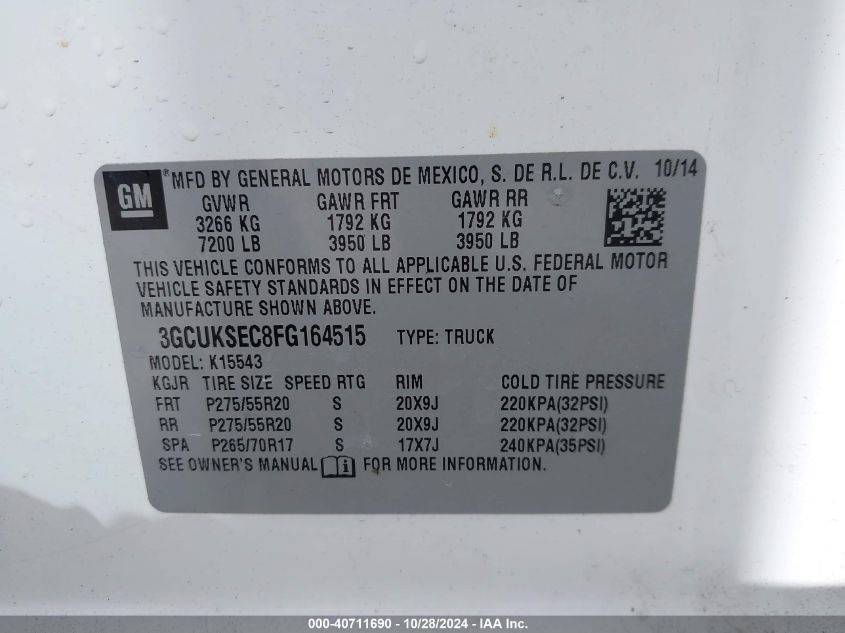 GM ® MFD BY GENERAL MOTORS DE MEXICO, S. DE R.L. DE C.V. 10/14
GVWR GAWR FRT GAWR RR
3266 KG 1792 KG 1792 KG
7200 LB 3950 LB 3950 LB
THIS VEHICLE CONFORMS TO ALL APPLICABLE U.S. FEDERAL MOTOR
VEHICLE SAFETY STANDARDS IN EFFECT ON THE DATE OF
MANUFACTURE SHOWN ABOVE.
3GCUKSEC8FG164515 TYPE: TRUCK
MODEL: K15543
KGJR TIRE SIZE SPEED RTG RIM COLD TIRE PRESSURE
FRT P275/55R20 S 20X9J 220KPA(32PSI)
RR P275/55R20 S 20X9J 220KPA(32PSI)
SPA P265/70R17 S 17X7J 240KPA(35PSI)
SEE OWNER'S MANUAL i FOR MORE INFORMATION.
000-40711690 - 10/28/2024 - IAA Inc.